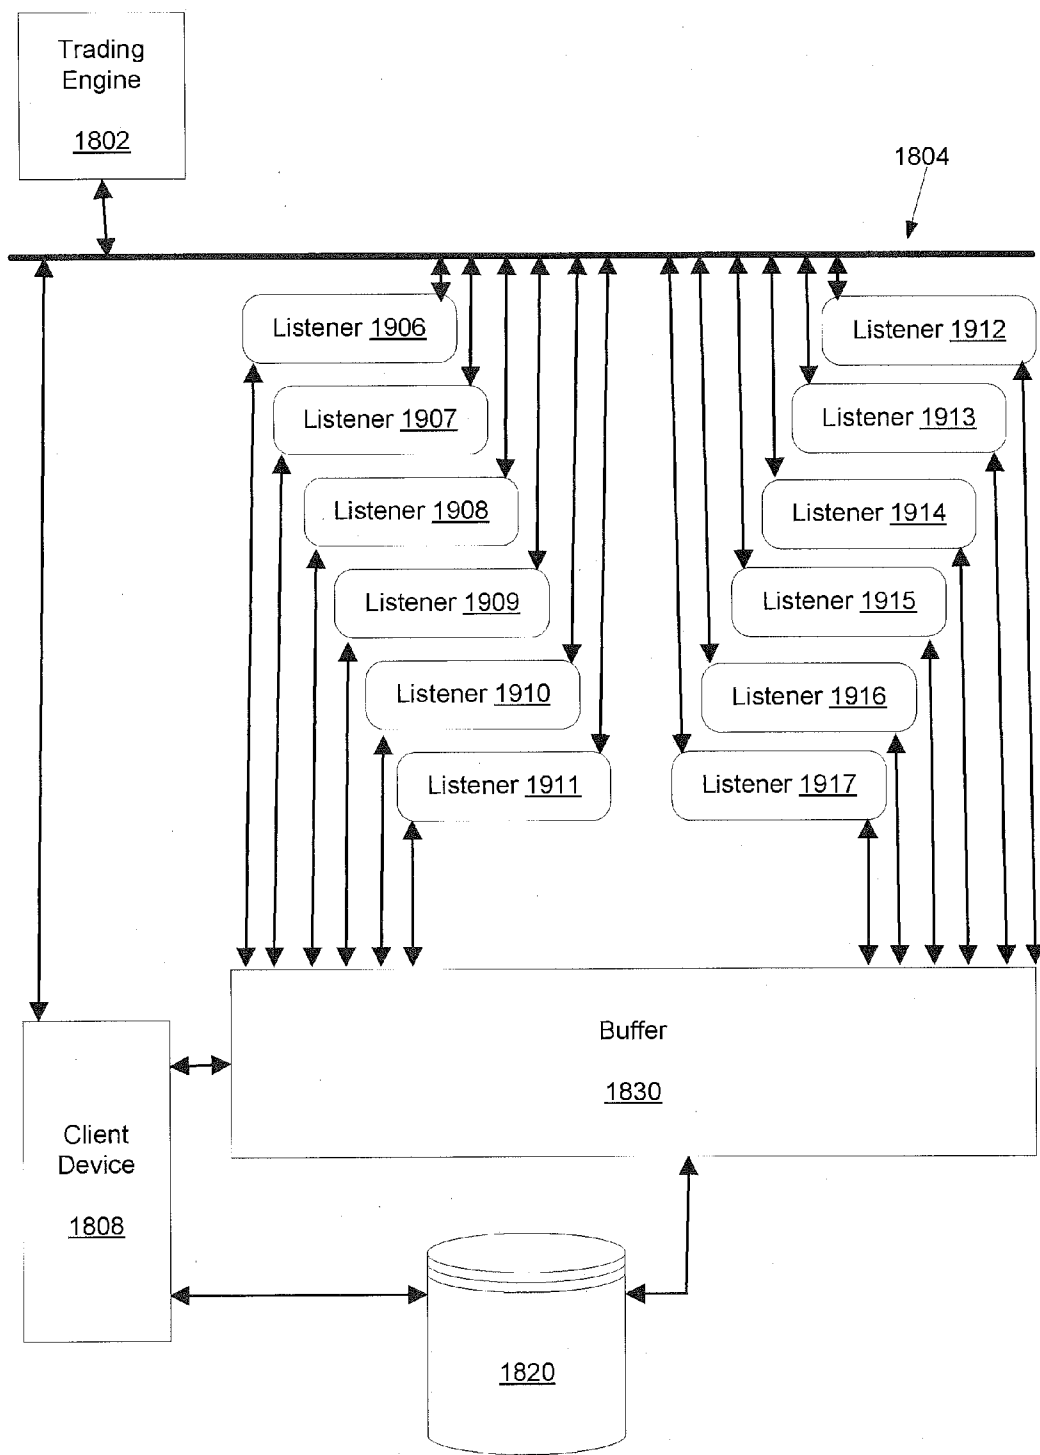 Trading
Engine
1802
1804
Listener 1906
Listener 1912
Listener 1907
Listener 1913
Listener 1908
Listener 1914
Listener 1909
Listener 1915
Listener 1910
Listener 1916
Listener 1911
Listener 1917
Buffer
1830
Client
Device
1808
1820